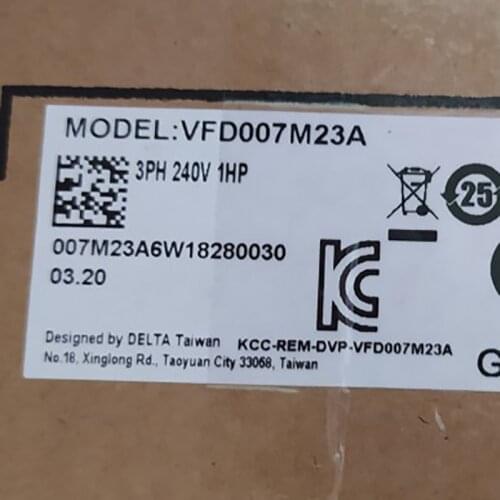 MODEL:VFD007M23A
3PH 240V 1HP
25
007M23A6W18280030
03.20
KC
Designed by DELTA Taiwan
KCC-REM-DVP-VFD007M23A
No.18, Xinglong Rd., Taoyuan City 33068, Taiwan
G